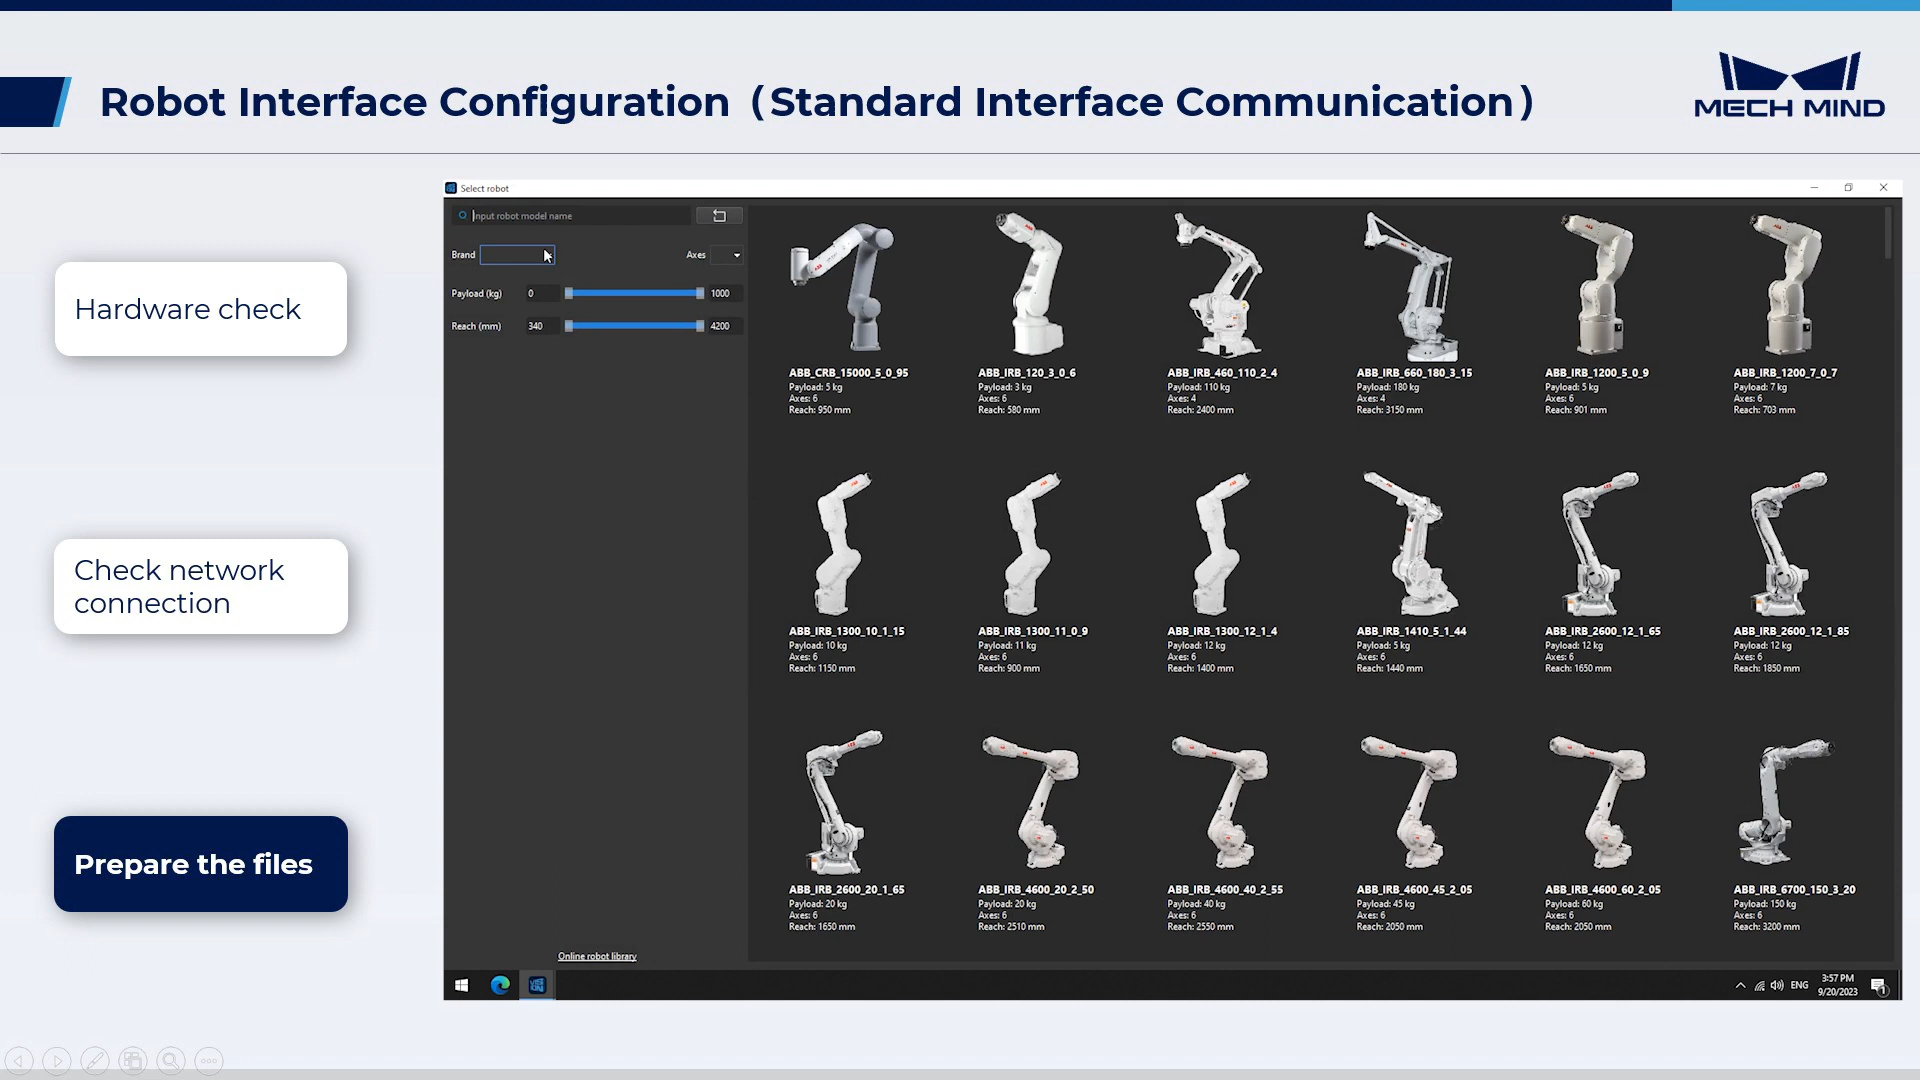 Robot Interface Configuration（Standard Interface Communication）
MECH MIND
Hardware check
Check network
connection
Prepare the files
Select robot
Input robot model name
Brand
Axes
Payload (kg) 0 1000
Reach (mm) 340 4200
ABB_CRB_15000_5_0_95
Payload: 5 kg
Axes: 6
Reach: 950 mm
ABB_IRB_120_3_0_6
Payload: 3 kg
Axes: 6
Reach: 580 mm
ABB_IRB_460_110_2_4
Payload: 110 kg
Axes: 4
Reach: 2400 mm
ABB_IRB_660_180_3_15
Payload: 180 kg
Axes: 4
Reach: 3150 mm
ABB_IRB_1200_5_0_9
Payload: 5 kg
Axes: 6
Reach: 901 mm
ABB_IRB_1200_7_0_7
Payload: 7 kg
Axes: 6
Reach: 703 mm
ABB_IRB_1300_10_1_15
Payload: 10 kg
Axes: 6
Reach: 1150 mm
ABB_IRB_1300_11_0_9
Payload: 11 kg
Axes: 6
Reach: 900 mm
ABB_IRB_1300_12_1_4
Payload: 12 kg
Axes: 6
Reach: 1400 mm
ABB_IRB_1410_5_1_44
Payload: 5 kg
Axes: 6
Reach: 1440 mm
ABB_IRB_2600_12_1_65
Payload: 12 kg
Axes: 6
Reach: 1650 mm
ABB_IRB_2600_12_1_85
Payload: 12 kg
Axes: 6
Reach: 1850 mm
ABB_IRB_2600_20_1_65
Payload: 20 kg
Axes: 6
Reach: 1650 mm
ABB_IRB_4600_20_2_50
Payload: 20 kg
Axes: 6
Reach: 2510 mm
ABB_IRB_4600_40_2_55
Payload: 40 kg
Axes: 6
Reach: 2550 mm
ABB_IRB_4600_45_2_05
Payload: 45 kg
Axes: 6
Reach: 2050 mm
ABB_IRB_4600_60_2_05
Payload: 60 kg
Axes: 6
Reach: 2050 mm
ABB_IRB_6700_150_3_20
Payload: 150 kg
Axes: 6
Reach: 3200 mm
Online robot library
ENG
3:57 PM
9/20/2023
1